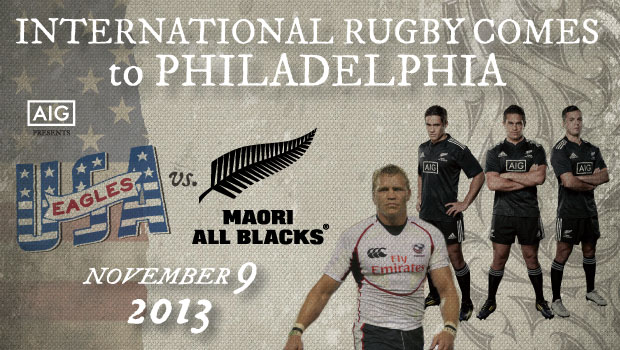 INTERNATIONAL RUGBY COMES
to PHILADELPHIA
AIG
PRESENTS
USA
EAGLES
vs.
MAORI
ALL BLACKS®
NOVEMBER 9
2013
Fly
Emirates
AIG
AIG
AIG